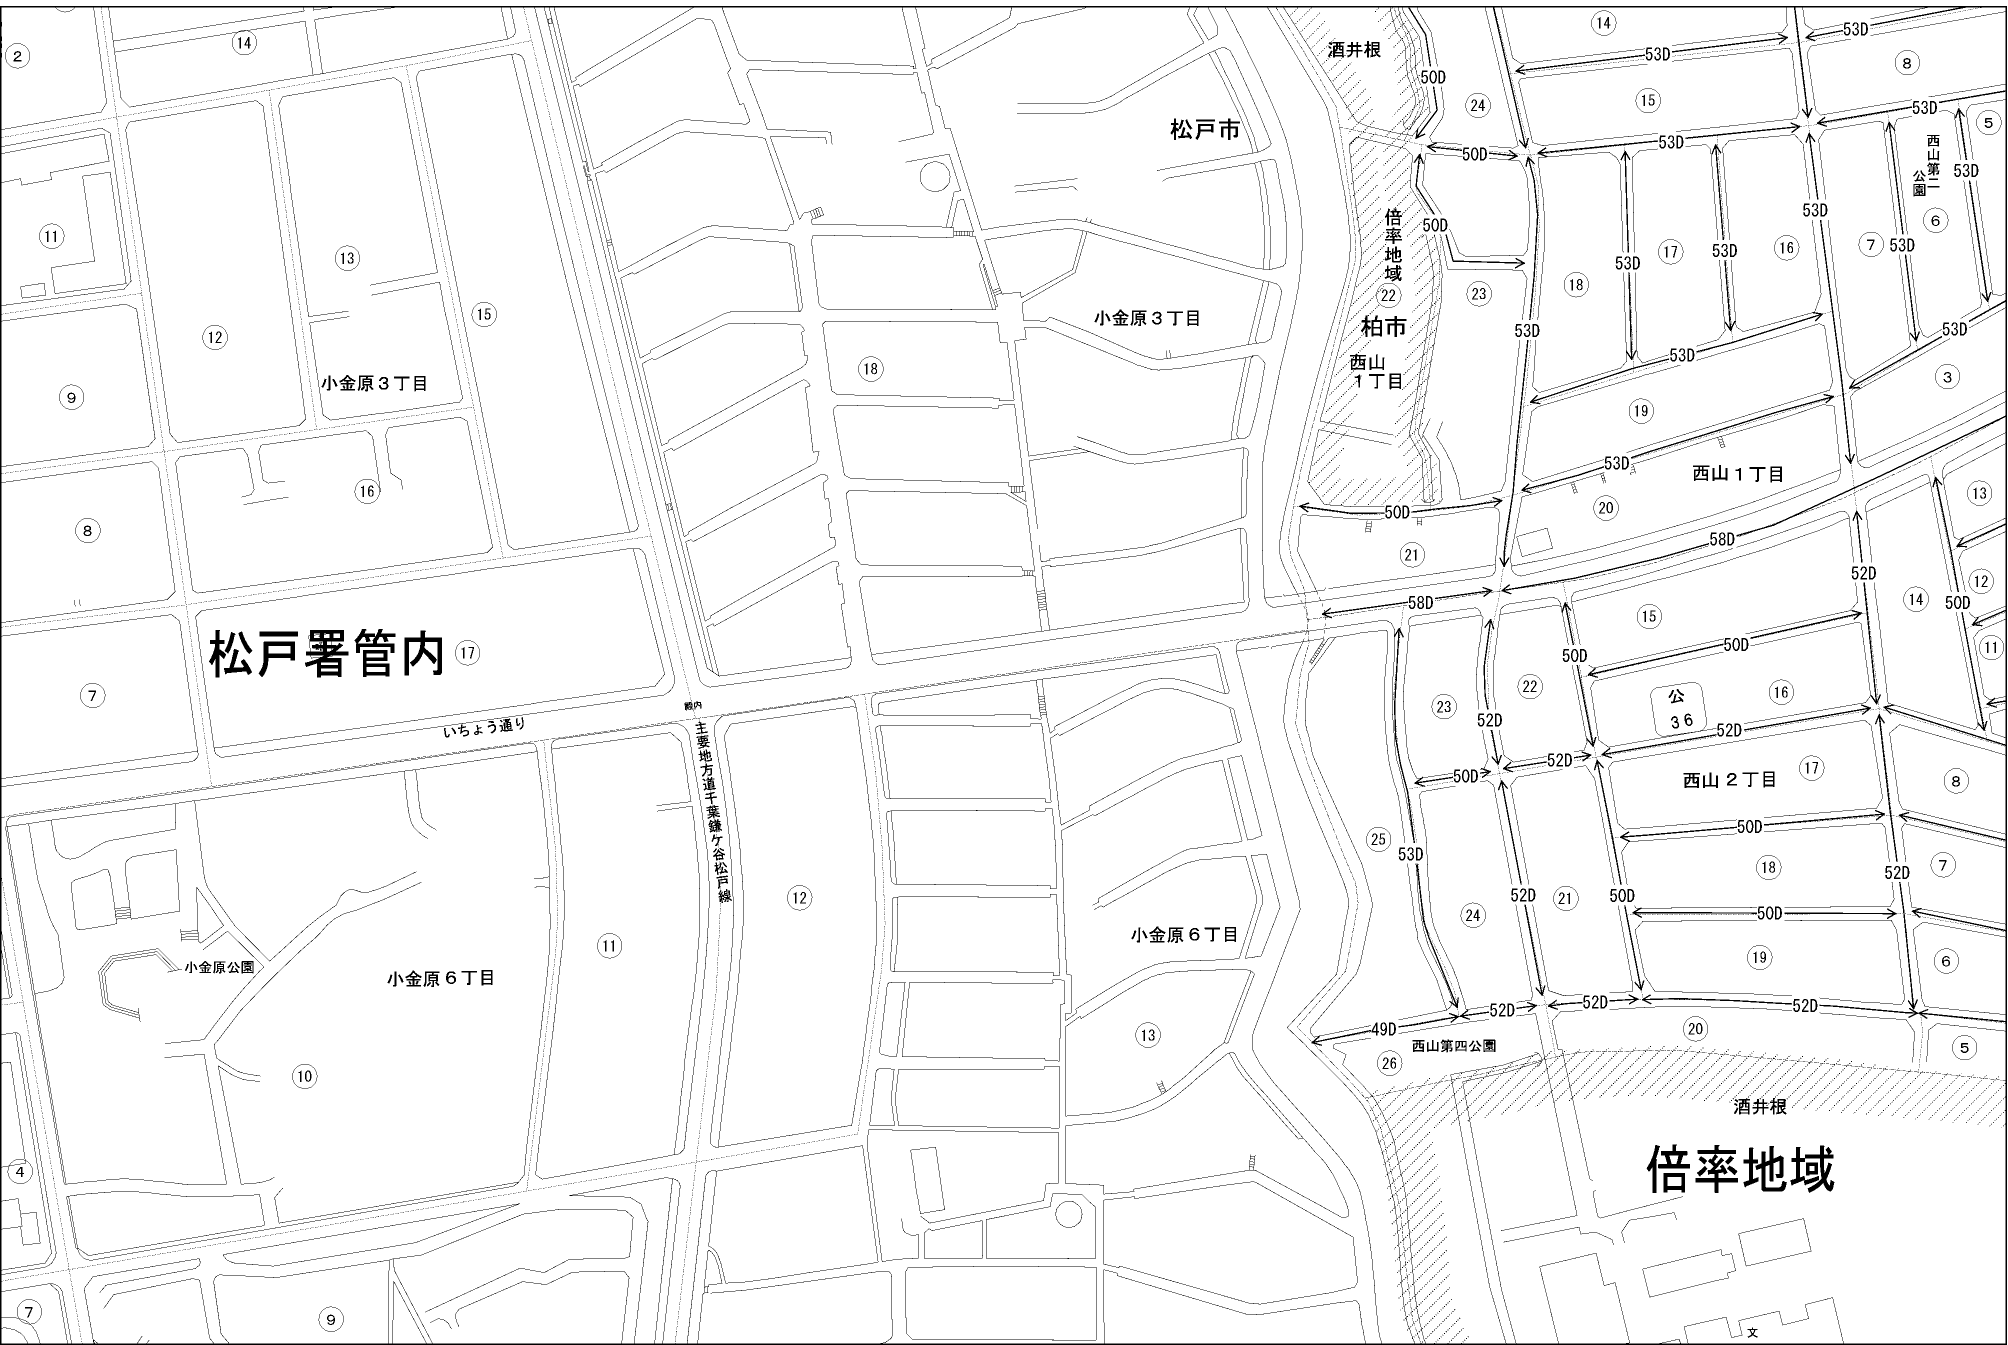 2
14
11
13
12
15
小金原３丁目
9
16
8
松戸署管内
17
7
いちょう通り
殿内
主要地方道千葉鎌ケ谷松戸線
小金原公園
小金原６丁目
10
11
12
4
7
9
松戸市
小金原３丁目
18
小金原６丁目
13
酒井根
50D
24
14
53D
53D
8
15
53D
5
50D
53D
西山第二
公園
53D
倍率地域
22
柏市
西山
１丁目
50D
23
53D
18
53D
17
53D
16
53D
7
53D
6
53D
53D
3
19
53D
西山１丁目
20
50D
21
58D
58D
13
52D
14
12
50D
11
15
50D
50D
22
23
52D
公
３６
16
52D
52D
50D
西山２丁目
17
8
50D
25
53D
18
52D
7
52D
21
50D
50D
24
19
6
52D
52D
52D
49D
20
西山第四公園
26
5
酒井根
倍率地域
文